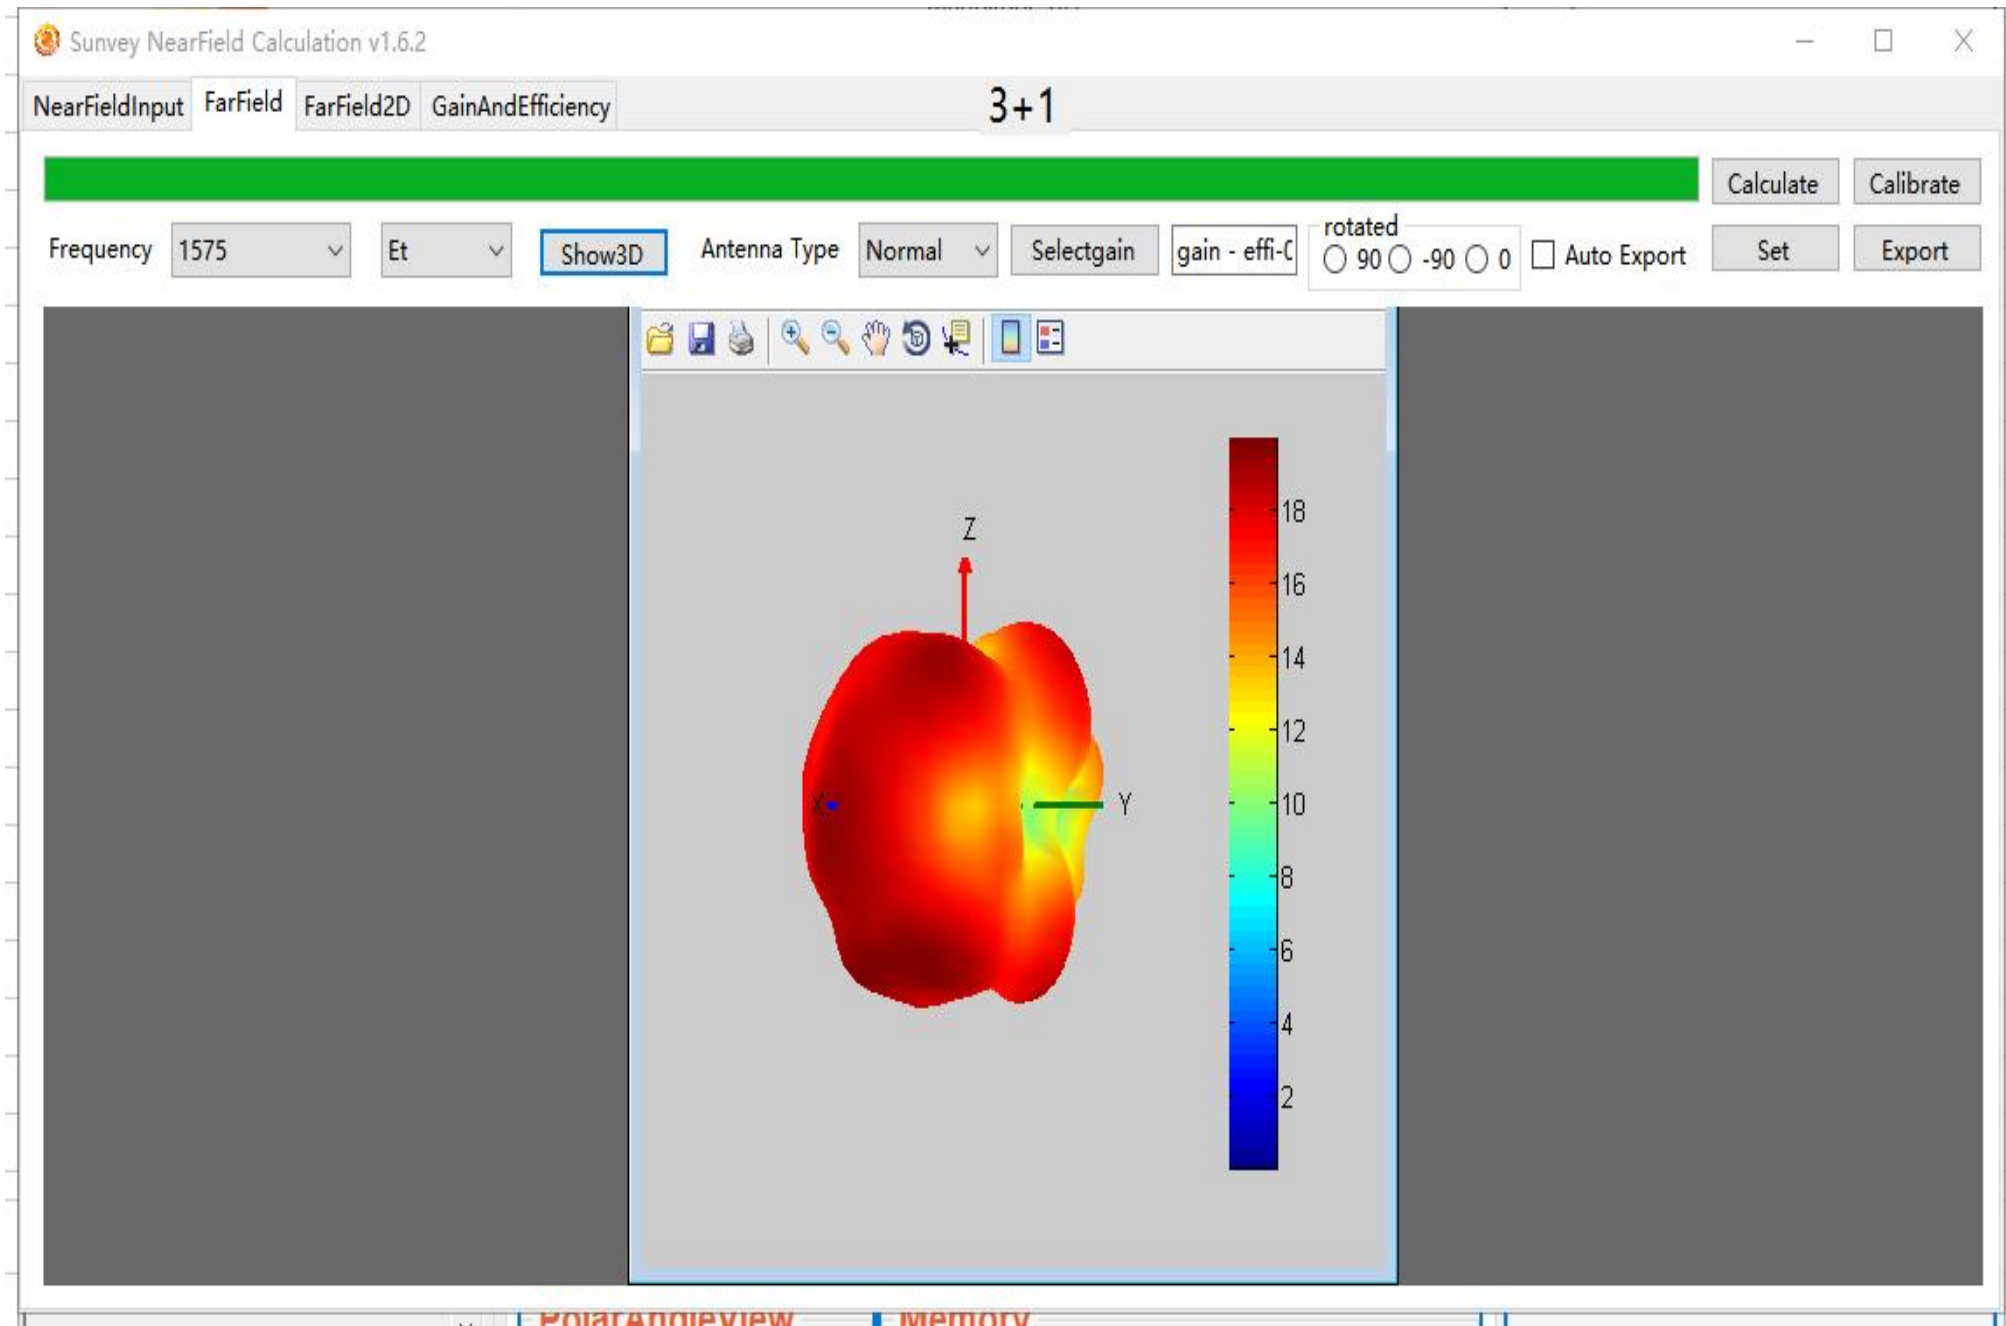 Sunvey NearField Calculation v1.6.2
NearFieldInput FarField FarField2D GainAndEfficiency 3+1
Calculate Calibrate
Frequency 1575 Et Show3D Antenna Type Normal Selectgain gain - effi-C rotated 90 -90 0 Auto Export Set Export
Z
X
Y
18
16
14
12
10
8
6
4
2
PolarAngleView Memory